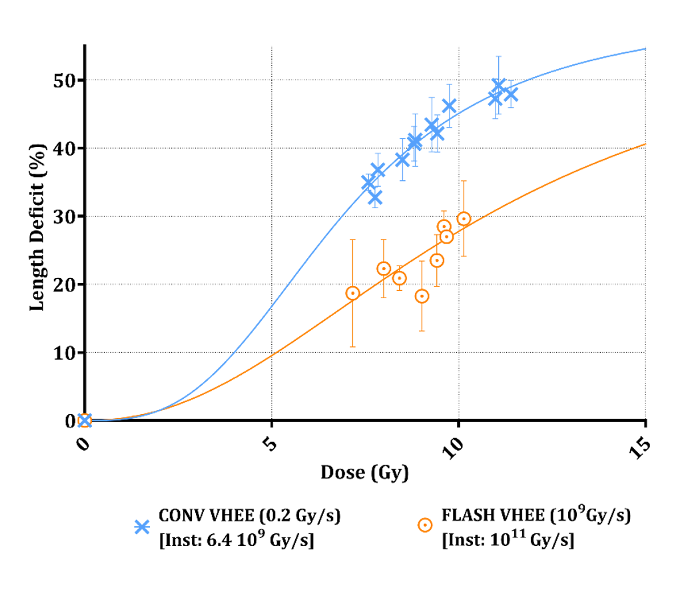 50
40
30
20
10
0
Length Deficit (%)
0
5
10
15
Dose (Gy)
CONV VHEE (0.2 Gy/s)
[Inst: 6.4 10⁹ Gy/s]
FLASH VHEE (10⁹Gy/s)
[Inst: 10¹¹ Gy/s]